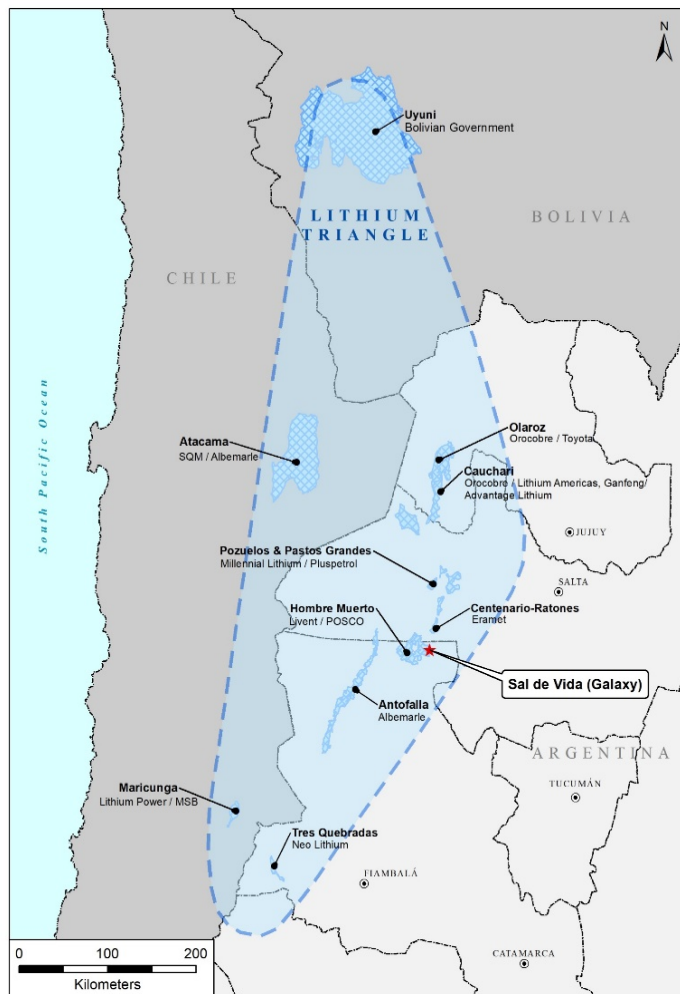 N
Uyuni
Bolivian Government
LITHIUM
TRIANGLE
BOLIVIA
CHILE
South Pacific Ocean
Atacama
SQM / Albemarle
Olaroz
Orocobre / Toyota
Cauchari
Orocobro / Lithium Americas, Ganfeng/
Advantage Lithium
JUJUY
Pozuelos & Pastos Grandes
Millennial Lithium / Pluspetrol
SALTA
Hombre Muerto
Livent / POSCO
Centenario-Ratones
Eramet
Sal de Vida (Galaxy)
Antofalla
Albemarle
ARGENTINA
TUCUMÁN
Maricunga
Lithium Power / MSB
Tres Quebradas
Neo Lithium
FIAMBALÁ
CATAMARCA
0 100 200
Kilometers